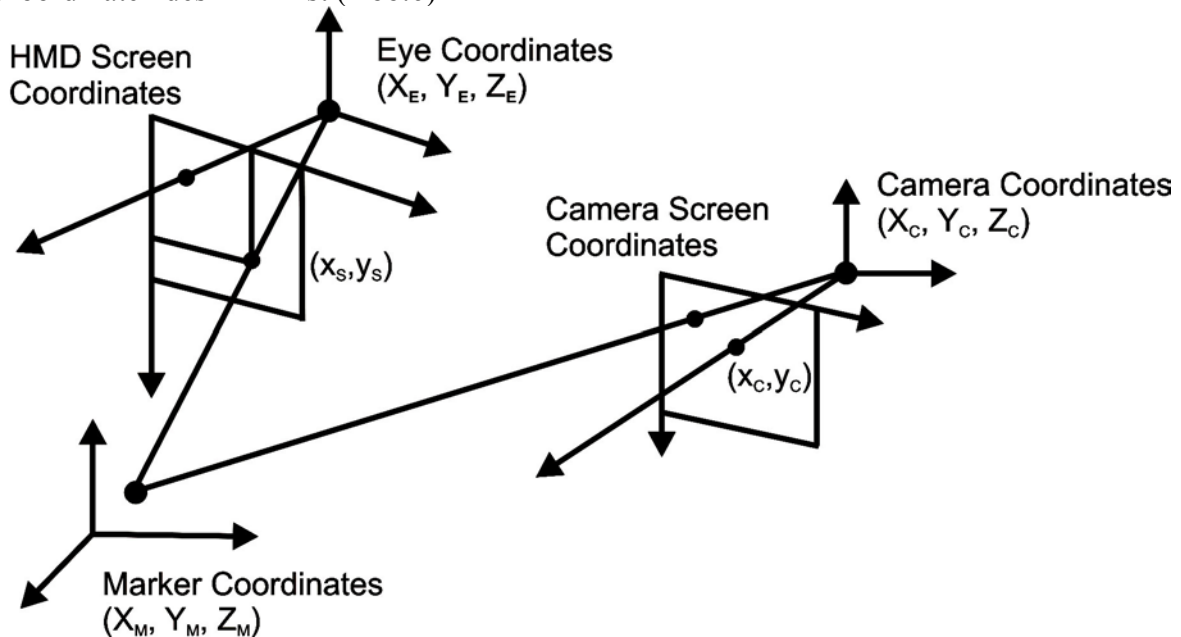 HMD Screen
Coordinates
Eye Coordinates
(X_E, Y_E, Z_E)
(x_S,y_S)
Camera Screen
Coordinates
Camera Coordinates
(X_C, Y_C, Z_C)
(x_C,y_C)
Marker Coordinates
(X_M, Y_M, Z_M)